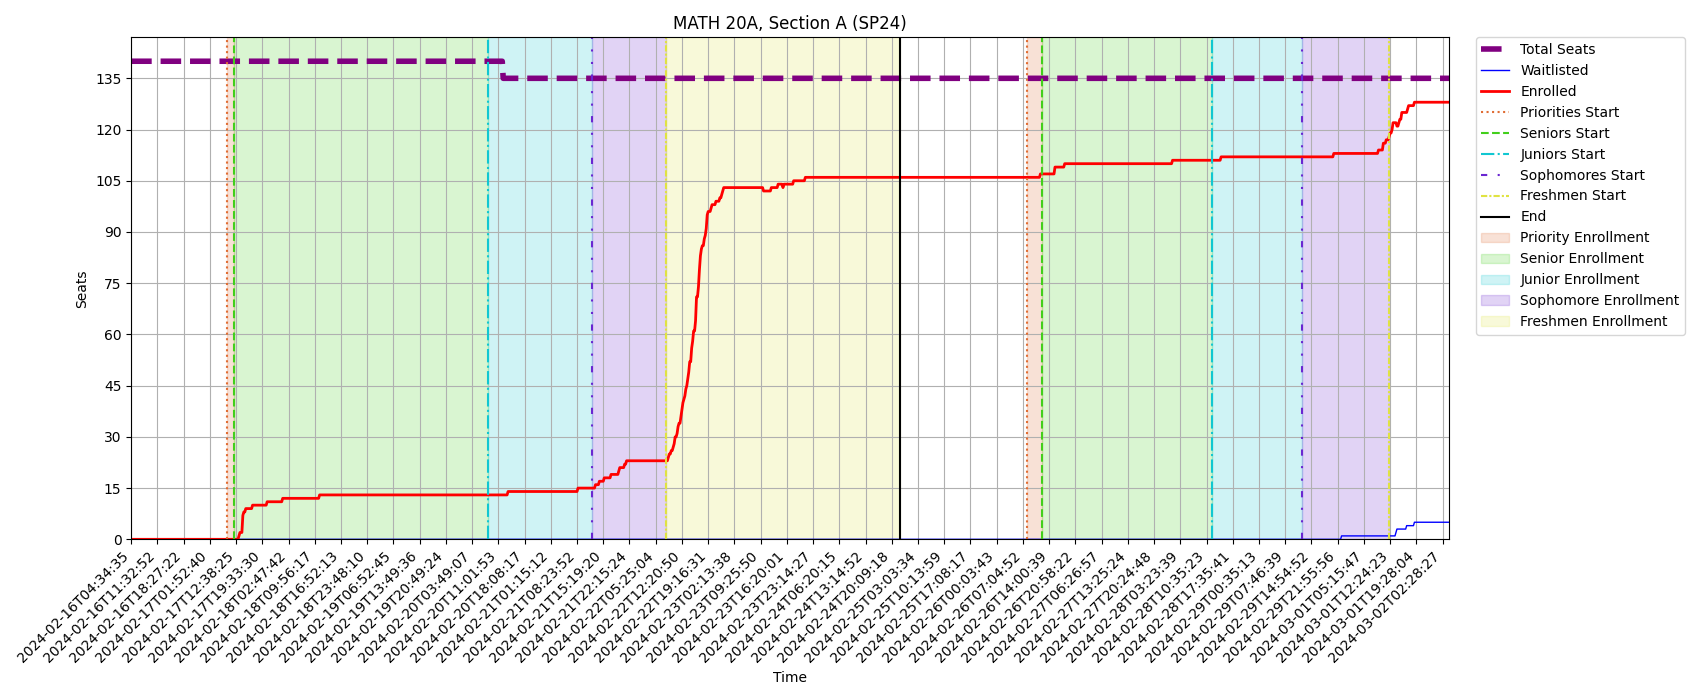 MATH 20A, Section A (SP24)
Seats
135
120
105
90
75
60
45
30
15
0
2024-02-16T04:34:35
2024-02-16T11:32:52
2024-02-16T18:27:22
2024-02-17T01:52:40
2024-02-17T12:38:25
2024-02-17T19:33:30
2024-02-18T02:47:42
2024-02-18T09:56:17
2024-02-18T16:52:13
2024-02-18T23:48:10
2024-02-19T06:52:45
2024-02-19T13:49:36
2024-02-19T20:49:24
2024-02-20T03:49:07
2024-02-20T11:01:53
2024-02-20T18:08:17
2024-02-21T01:15:12
2024-02-21T08:23:52
2024-02-21T15:19:20
2024-02-21T22:15:24
2024-02-22T05:25:04
2024-02-22T12:20:50
2024-02-22T19:16:31
2024-02-23T02:13:38
2024-02-23T09:25:50
2024-02-23T16:20:01
2024-02-23T23:14:27
2024-02-24T06:20:15
2024-02-24T13:14:52
2024-02-24T20:09:18
2024-02-25T03:03:34
2024-02-25T10:13:59
2024-02-25T17:08:17
2024-02-26T00:03:43
2024-02-26T07:04:52
2024-02-26T14:00:39
2024-02-26T20:58:22
2024-02-27T06:26:57
2024-02-27T13:25:24
2024-02-27T20:24:48
2024-02-28T03:23:39
2024-02-28T10:35:23
2024-02-28T17:35:41
2024-02-29T00:35:13
2024-02-29T07:46:39
2024-02-29T14:54:52
2024-02-29T21:55:56
2024-03-01T05:15:47
2024-03-01T12:24:23
2024-03-01T19:28:04
2024-03-02T02:28:27
Time
Total Seats
Waitlisted
Enrolled
Priorities Start
Seniors Start
Juniors Start
Sophomores Start
Freshmen Start
End
Priority Enrollment
Senior Enrollment
Junior Enrollment
Sophomore Enrollment
Freshmen Enrollment